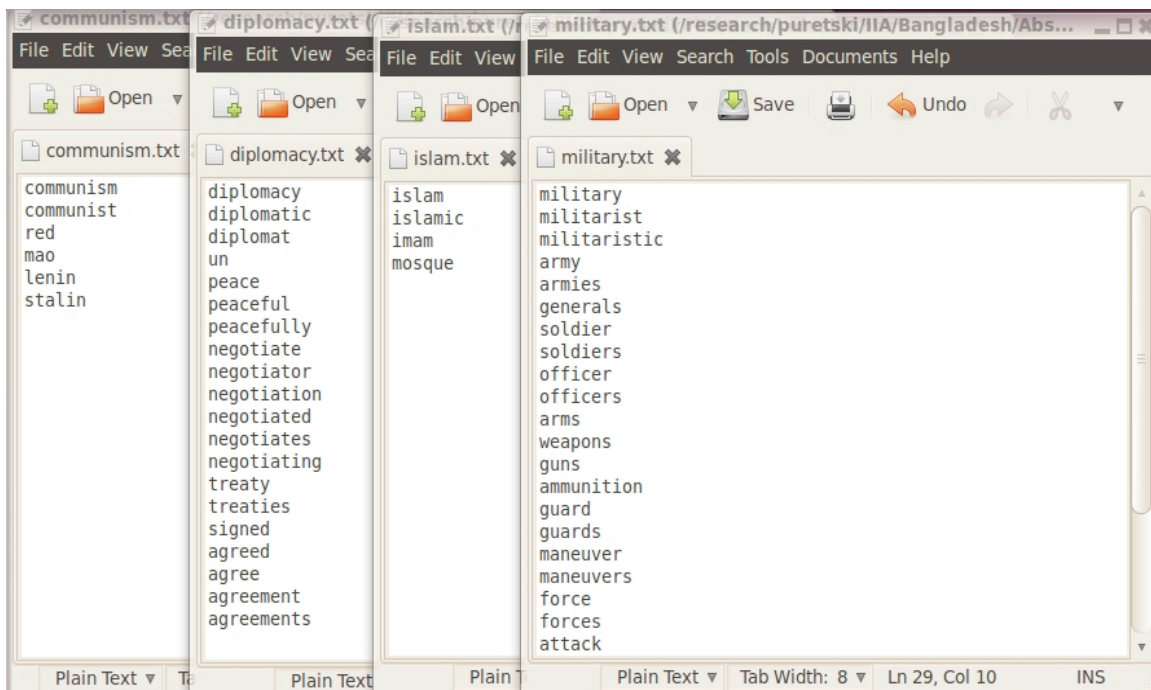 communism.txt
File Edit View Sea
Open
communism.txt
communism
communist
red
mao
lenin
stalin
Plain Text
diplomacy.txt (
File Edit View Sea
Open
diplomacy.txt
diplomacy
diplomatic
diplomat
un
peace
peaceful
peacefully
negotiate
negotiator
negotiation
negotiated
negotiates
negotiating
treaty
treaties
signed
agreed
agree
agreement
agreements
Plain Text
islam.txt (/r
File Edit View
Open
islam.txt
islam
islamic
imam
mosque
Plain T
military.txt (/research/puretski/IIA/Bangladesh/Abs...
File Edit View Search Tools Documents Help
Open Save Undo
military.txt
military
militarist
militaristic
army
armies
generals
soldier
soldiers
officer
officers
arms
weapons
guns
ammunition
guard
guards
maneuver
maneuvers
force
forces
attack
Plain Text Tab Width: 8 Ln 29, Col 10 INS